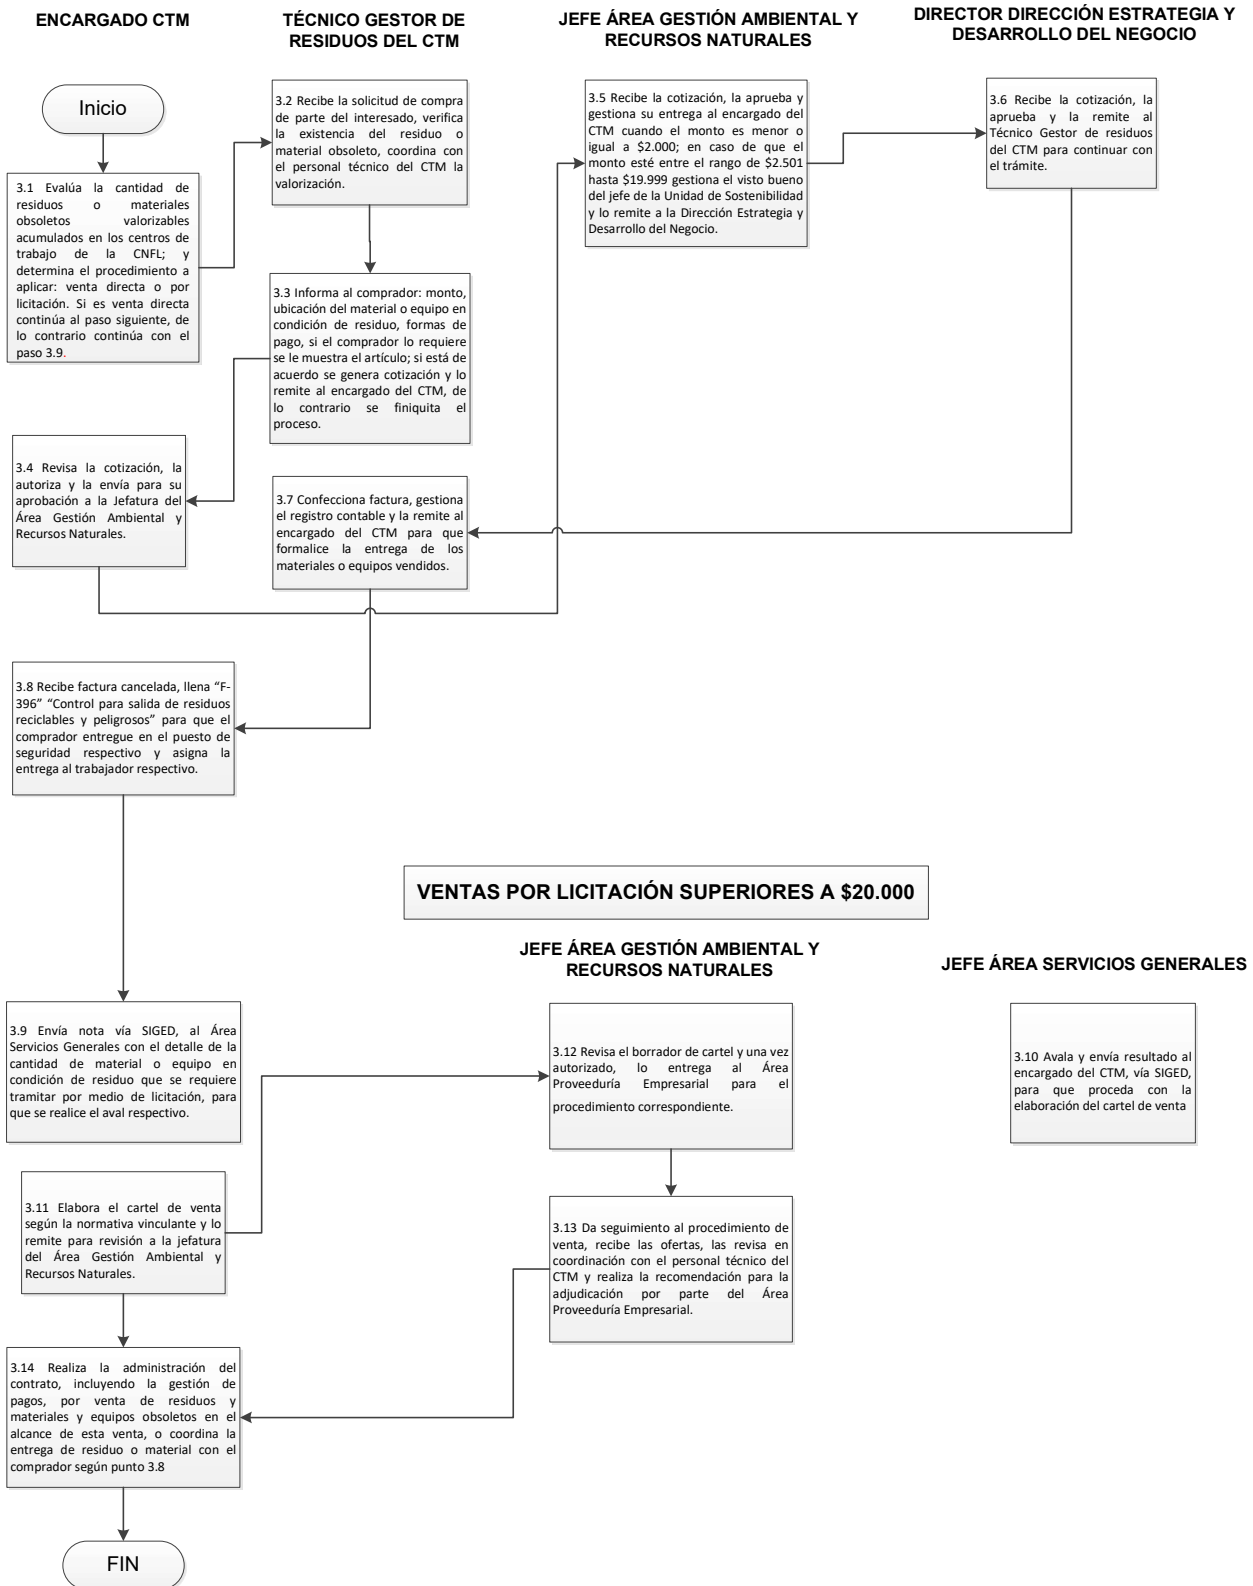 ENCARGADO CTM
TÉCNICO GESTOR DE
RESIDUOS DEL CTM
JEFE ÁREA GESTIÓN AMBIENTAL Y
RECURSOS NATURALES
DIRECTOR DIRECCIÓN ESTRATEGIA Y
DESARROLLO DEL NEGOCIO
Inicio
3.1 Evalúa la cantidad de
residuos o materiales
obsoletos valorizables
acumulados en los centros de
trabajo de la CNFL; y
determina el procedimiento a
aplicar: venta directa o por
licitación. Si es venta directa
continúa al paso siguiente, de
lo contrario continúa con el
paso 3.9.
3.2 Recibe la solicitud de compra
de parte del interesado, verifica
la existencia del residuo o
material obsoleto, coordina con
el personal técnico del CTM la
valorización.
3.5 Recibe la cotización, la aprueba y
gestiona su entrega al encargado del
CTM cuando el monto es menor o
igual a $2.000; en caso de que el
monto esté entre el rango de $2.501
hasta $19.999 gestiona el visto bueno
del jefe de la Unidad de Sostenibilidad
y lo remite a la Dirección Estrategia y
Desarrollo del Negocio.
3.6 Recibe la cotización, la
aprueba y la remite al
Técnico Gestor de residuos
del CTM para continuar con
el trámite.
3.3 Informa al comprador: monto,
ubicación del material o equipo en
condición de residuo, formas de
pago, si el comprador lo requiere
se le muestra el artículo; si está de
acuerdo se genera cotización y lo
remite al encargado del CTM, de
lo contrario se finiquita el
proceso.
3.4 Revisa la cotización, la
autoriza y la envía para su
aprobación a la Jefatura del
Área Gestión Ambiental y
Recursos Naturales.
3.7 Confecciona factura, gestiona
el registro contable y la remite al
encargado del CTM para que
formalice la entrega de los
materiales o equipos vendidos.
3.8 Recibe factura cancelada, llena “F-
396” “Control para salida de residuos
reciclables y peligrosos” para que el
comprador entregue en el puesto de
seguridad respectivo y asigna la
entrega al trabajador respectivo.
VENTAS POR LICITACIÓN SUPERIORES A $20.000
JEFE ÁREA GESTIÓN AMBIENTAL Y
RECURSOS NATURALES
JEFE ÁREA SERVICIOS GENERALES
3.9 Envía nota vía SIGED, al Área
Servicios Generales con el detalle de la
cantidad de material o equipo en
condición de residuo que se requiere
tramitar por medio de licitación, para
que se realice el aval respectivo.
3.12 Revisa el borrador de cartel y una vez
autorizado, lo entrega al Área
Proveeduría Empresarial para el
procedimiento correspondiente.
3.10 Avala y envía resultado al
encargado del CTM, vía SIGED,
para que proceda con la
elaboración del cartel de venta
3.11 Elabora el cartel de venta
según la normativa vinculante y lo
remite para revisión a la jefatura
del Área Gestión Ambiental y
Recursos Naturales.
3.13 Da seguimiento al procedimiento de
venta, recibe las ofertas, las revisa en
coordinación con el personal técnico del
CTM y realiza la recomendación para la
adjudicación por parte del Área
Proveeduría Empresarial.
3.14 Realiza la administración del
contrato, incluyendo la gestión de
pagos, por venta de residuos y
materiales y equipos obsoletos en el
alcance de esta venta, o coordina la
entrega de residuo o material con el
comprador según punto 3.8
FIN